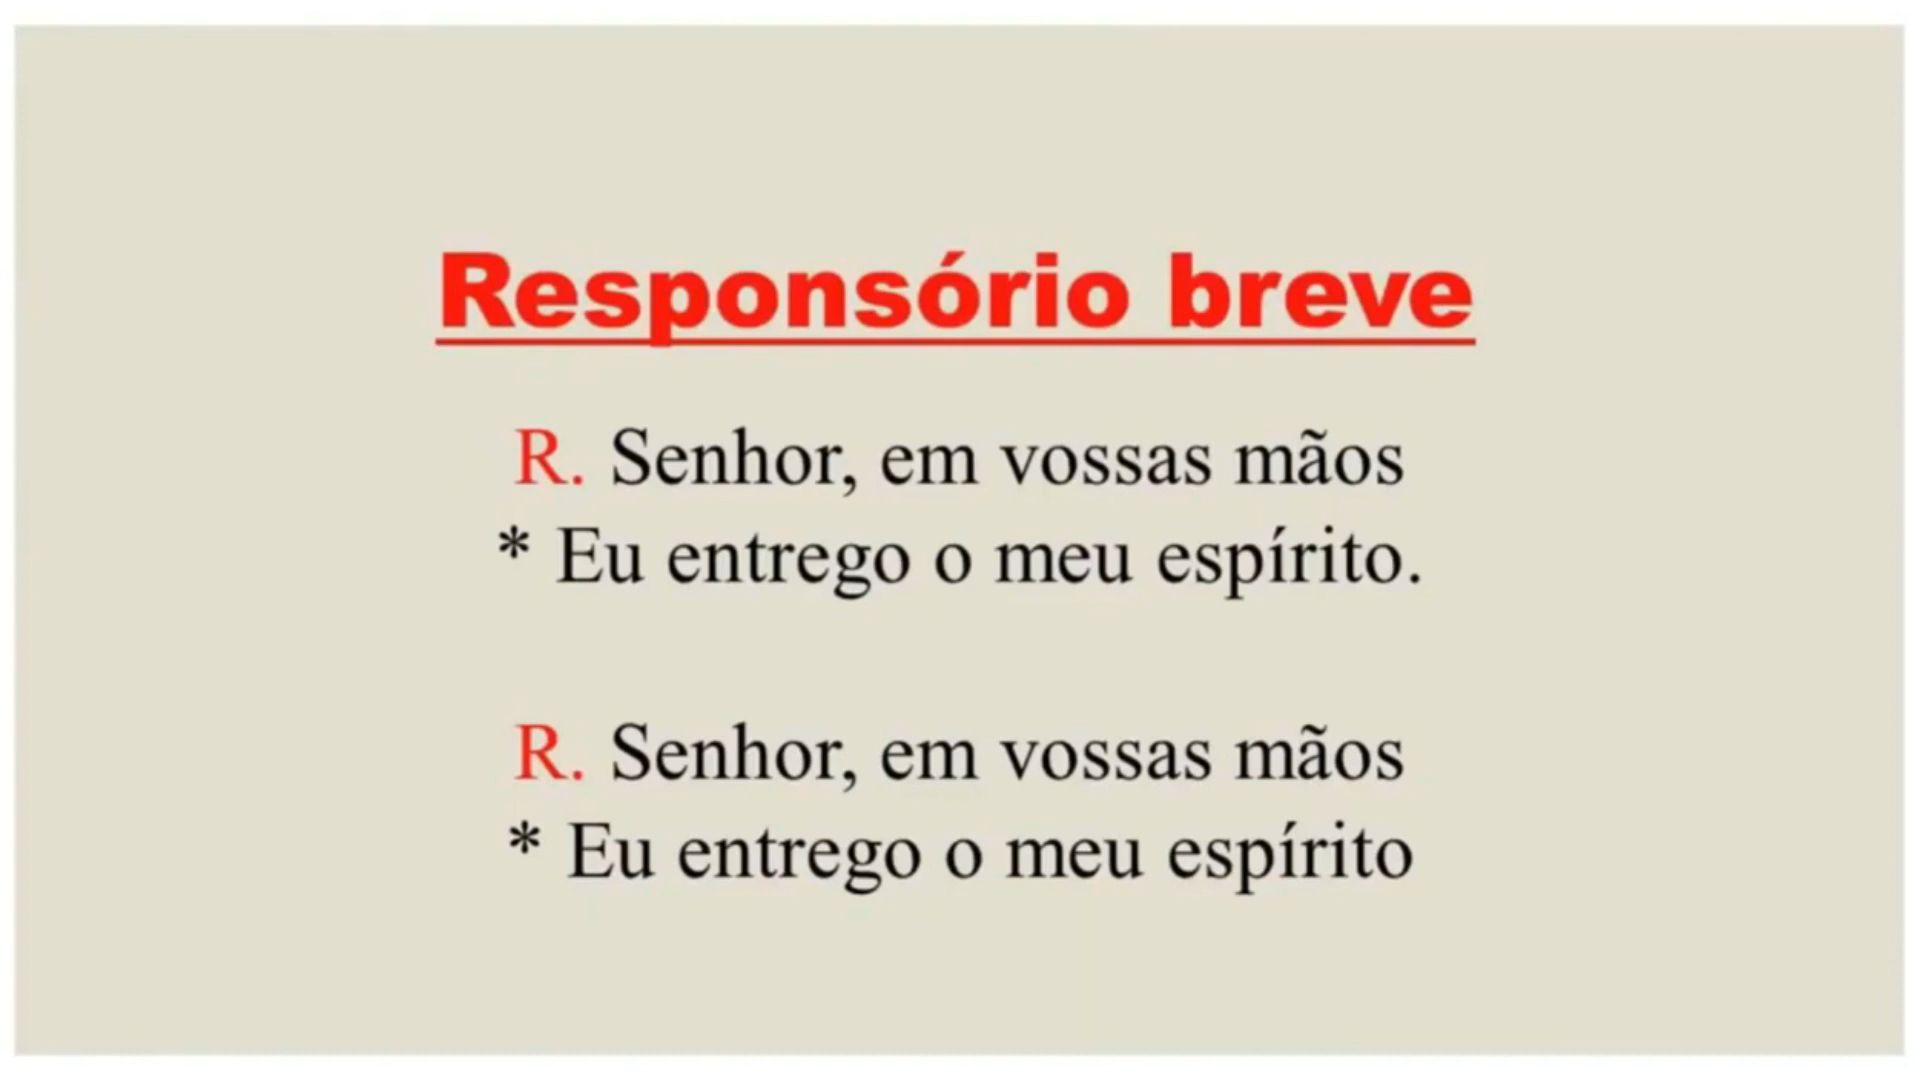 Responsório breve
R. Senhor, em vossas mãos
* Eu entrego o meu espírito.
R. Senhor, em vossas mãos
* Eu entrego o meu espírito